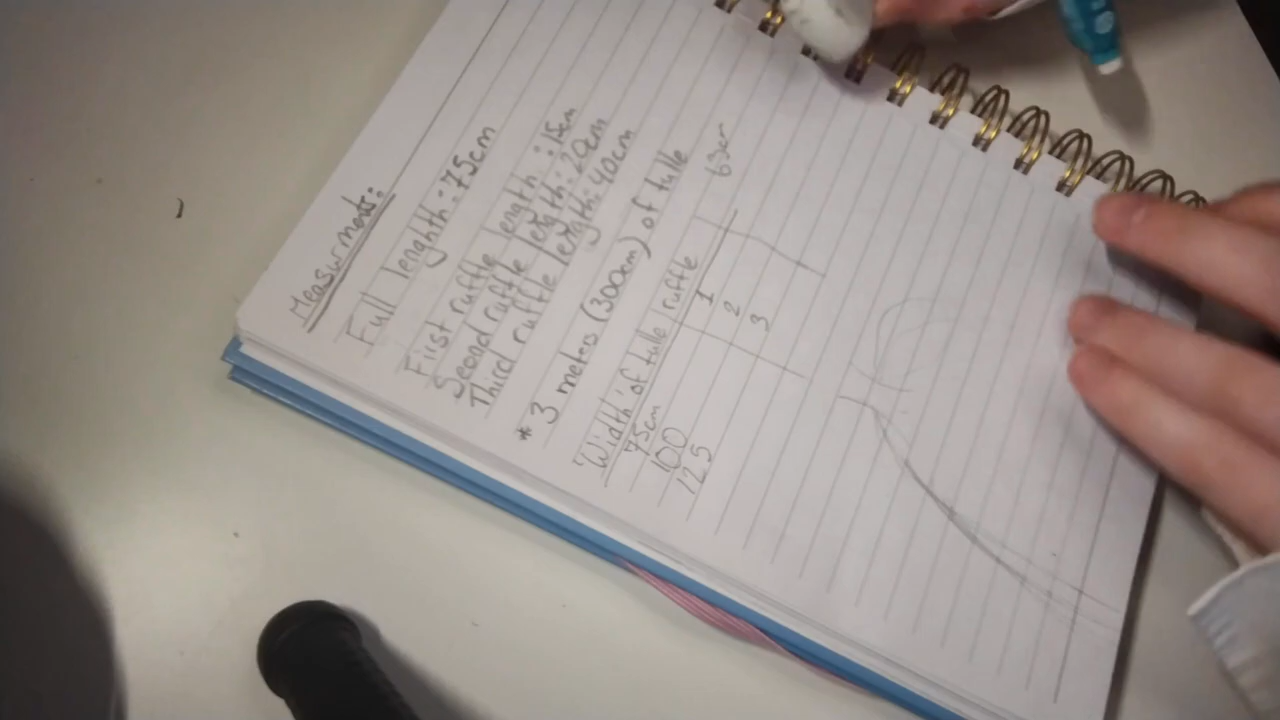 Measurments:
Full lenghth: 75cm
First ruffle length: 15cm
Second ruffle length: 20cm
Third ruffle length: 40cm
* 3 meters (300cm) of tulle
Width of tulle | ruffle
75cm 1
100 2
125 3